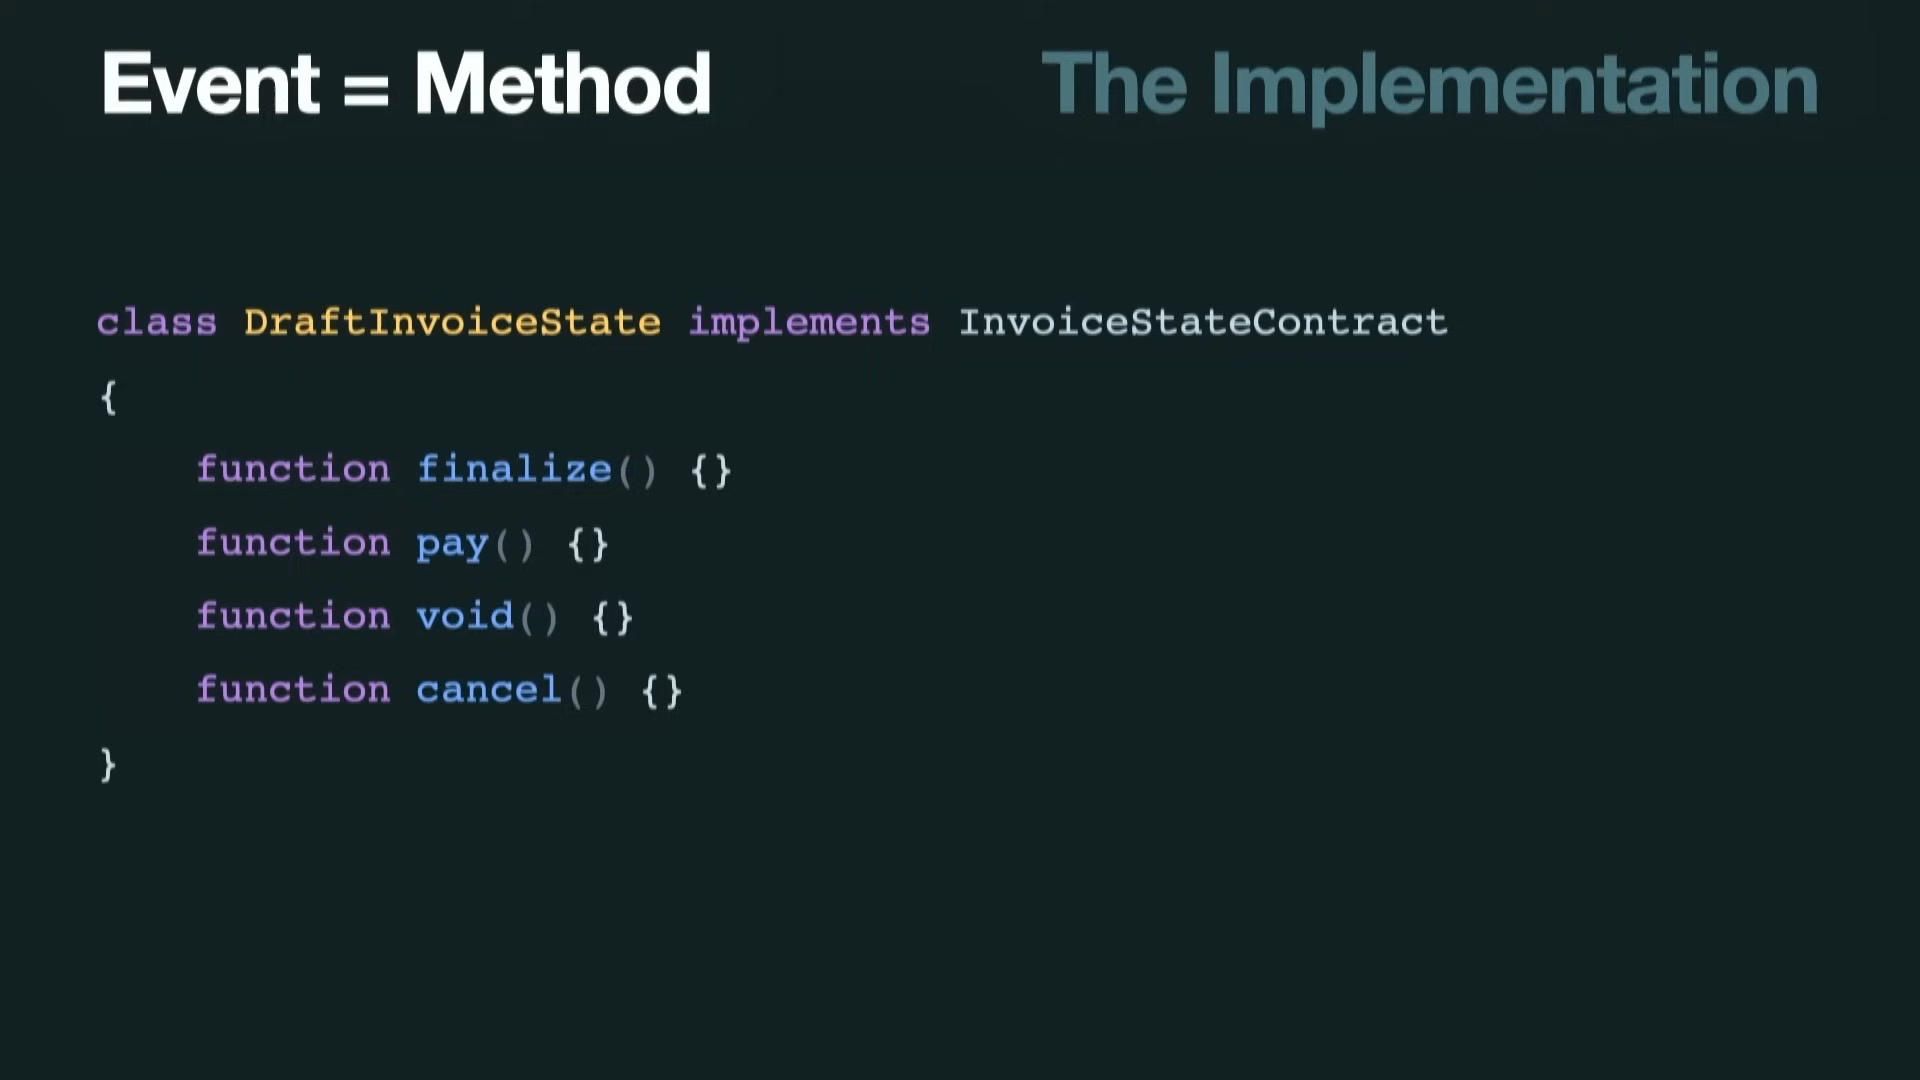 Event = Method
The Implementation
class DraftInvoiceState implements InvoiceStateContract
{
    function finalize() {}
    function pay() {}
    function void() {}
    function cancel() {}
}